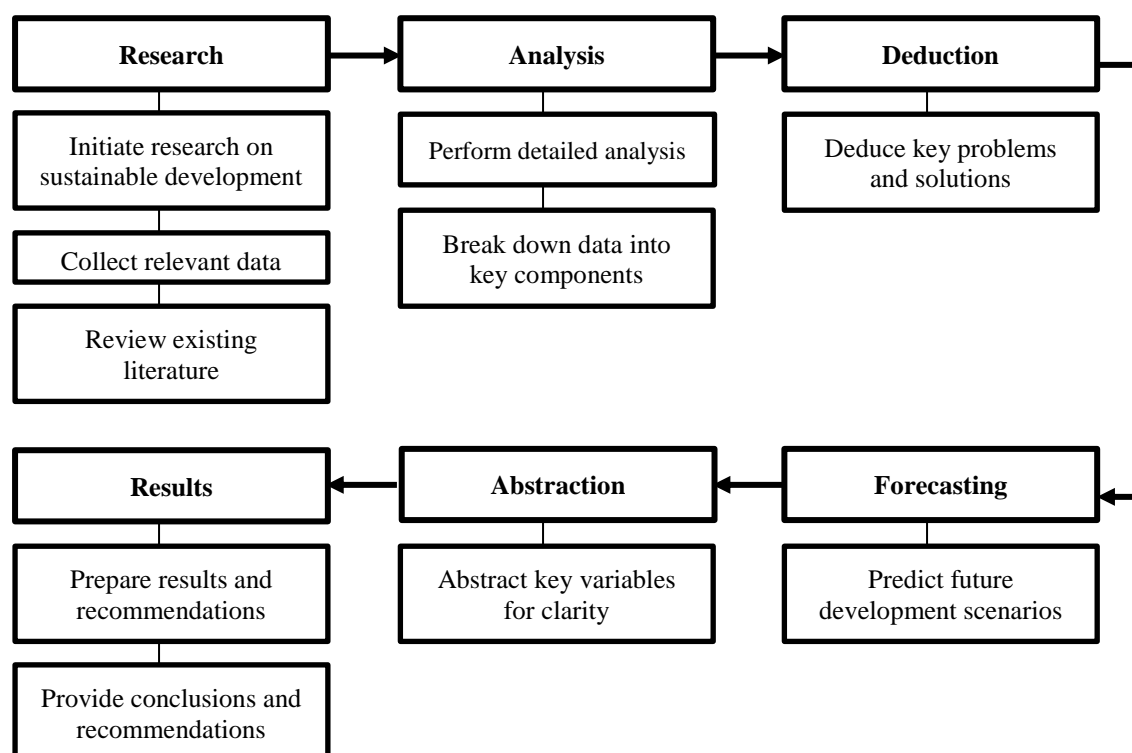 Research
Initiate research on
sustainable development
Collect relevant data
Review existing
literature
Analysis
Perform detailed analysis
Break down data into
key components
Deduction
Deduce key problems
and solutions
Forecasting
Predict future
development scenarios
Abstraction
Abstract key variables
for clarity
Results
Prepare results and
recommendations
Provide conclusions and
recommendations